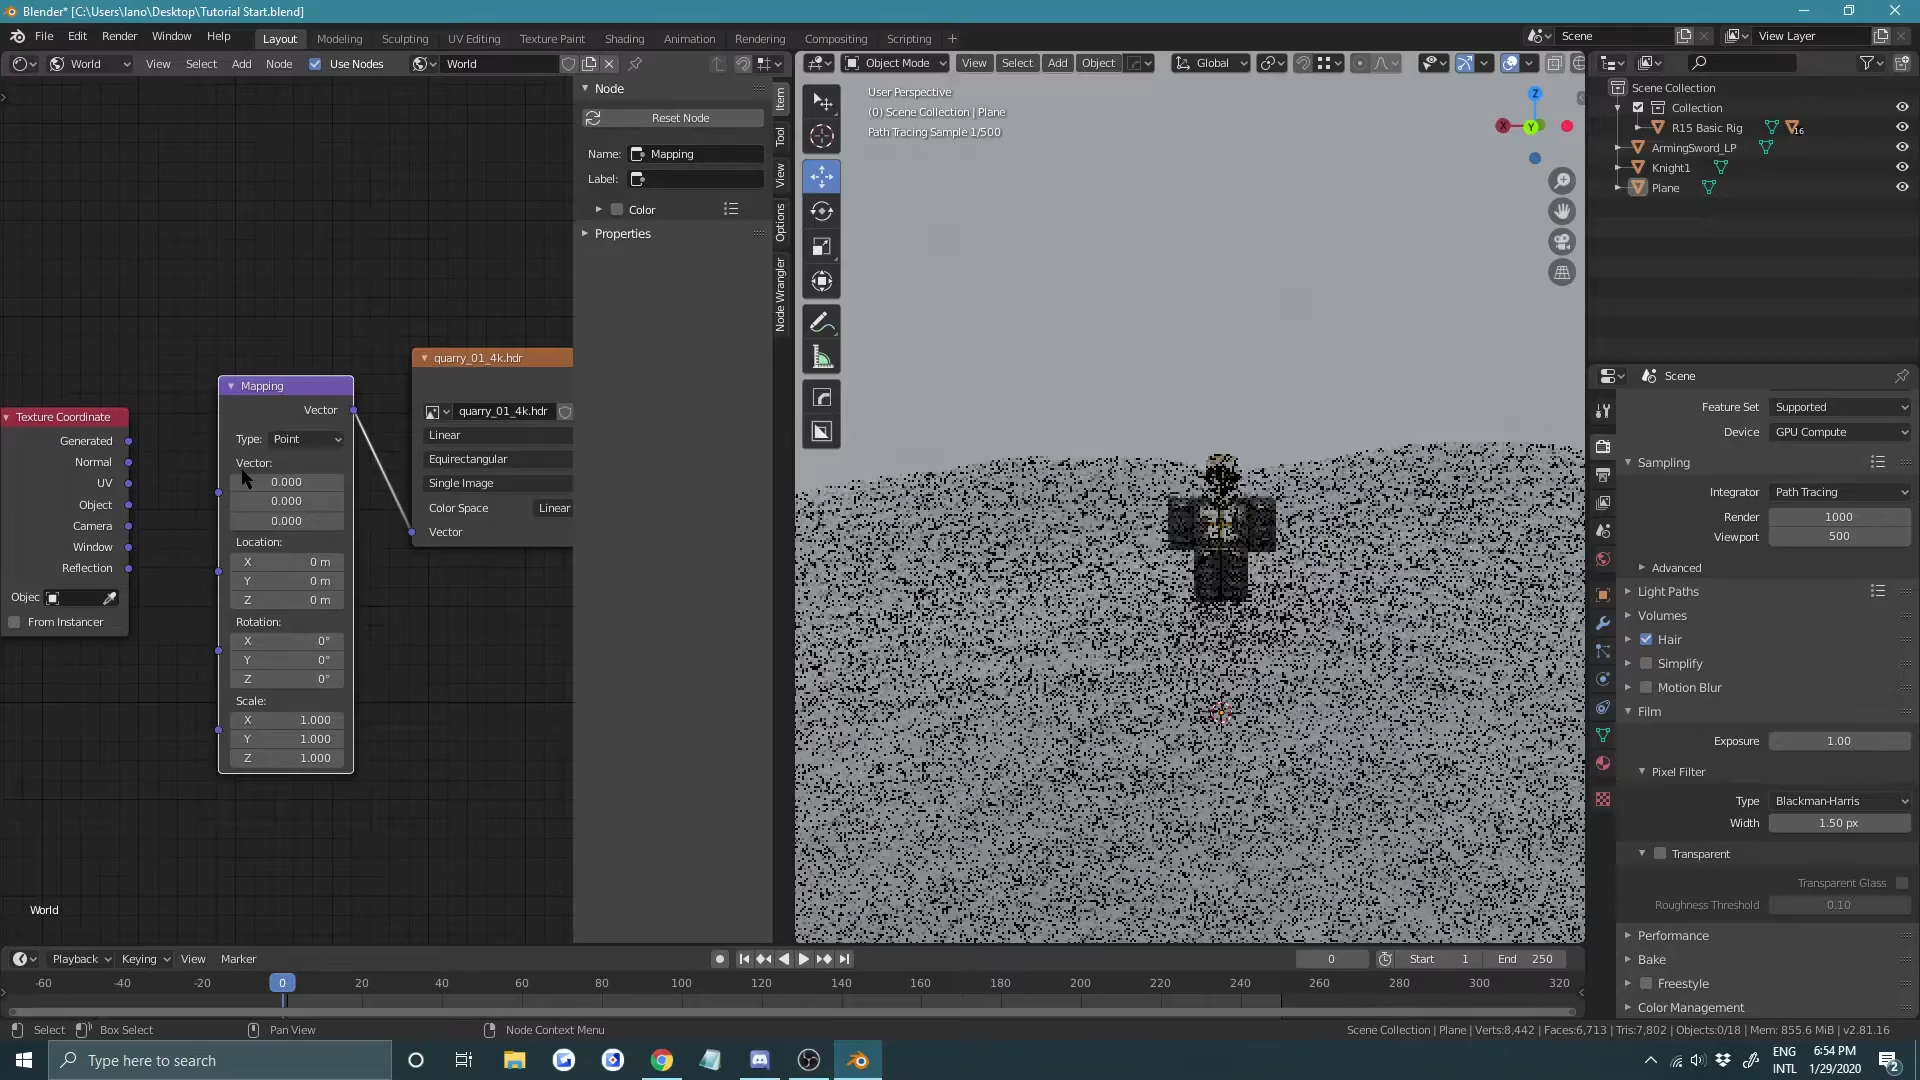 Blender* [C:\Users\Iano\Desktop\Tutorial Start.blend]
File Edit Render Window Help Layout Modeling Sculpting UV Editing Texture Paint Shading Animation Rendering Compositing Scripting + Scene View Layer
World View Select Add Node Use Nodes World
Object Mode View Select Add Object Global
Node
Reset Node
Name: Mapping
Label:
Color
Properties
Item
Tool
View
Options
Node Wrangler
quarry_01_4k.hdr
quarry_01_4k.hdr
Linear
Equirectangular
Single Image
Color Space Linear
Vector
Mapping
Vector
Type: Point
Vector:
0.000
0.000
0.000
Location:
X 0 m
Y 0 m
Z 0 m
Rotation:
X 0°
Y 0°
Z 0°
Scale:
X 1.000
Y 1.000
Z 1.000
Texture Coordinate
Generated
Normal
UV
Object
Camera
Window
Reflection
Objec
From Instancer
World
User Perspective
(0) Scene Collection | Plane
Path Tracing Sample 1/500
Z
X
Y
Scene Collection
Collection
R15 Basic Rig 16
ArmingSword_LP
Knight1
Plane
Scene
Feature Set Supported
Device GPU Compute
Sampling
Integrator Path Tracing
Render 1000
Viewport 500
Advanced
Light Paths
Volumes
Hair
Simplify
Motion Blur
Film
Exposure 1.00
Pixel Filter
Type Blackman-Harris
Width 1.50 px
Transparent
Transparent Glass
Roughness Threshold 0.10
Performance
Bake
Freestyle
Color Management
Playback Keying View Marker 0 Start 1 End 250
-60 -40 -20 0 20 40 60 80 100 120 140 160 180 200 220 240 260 280 300 320
Select Box Select Pan View Node Context Menu Scene Collection | Plane | Verts:8,442 | Faces:6,713 | Tris:7,802 | Objects:0/18 | Mem: 855.6 MiB | v2.81.16
Type here to search
ENG
INTL
6:54 PM
1/29/2020
2